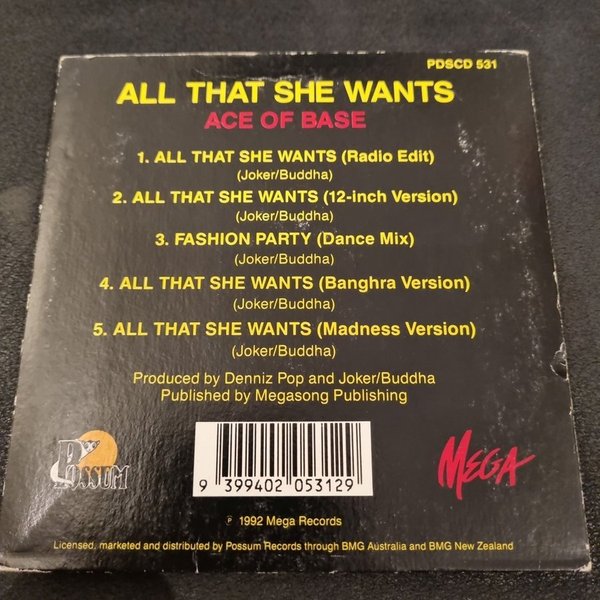 PDSCD 531
ALL THAT SHE WANTS
ACE OF BASE
1. ALL THAT SHE WANTS (Radio Edit)
(Joker/Buddha)
2. ALL THAT SHE WANTS (12-inch Version)
(Joker/Buddha)
3. FASHION PARTY (Dance Mix)
(Joker/Buddha)
4. ALL THAT SHE WANTS (Banghra Version)
(Joker/Buddha)
5. ALL THAT SHE WANTS (Madness Version)
(Joker/Buddha)
Produced by Denniz Pop and Joker/Buddha
Published by Megasong Publishing
POSSUM
MEGA
9 399402 053129
℗ 1992 Mega Records
Licensed, marketed and distributed by Possum Records through BMG Australia and BMG New Zealand